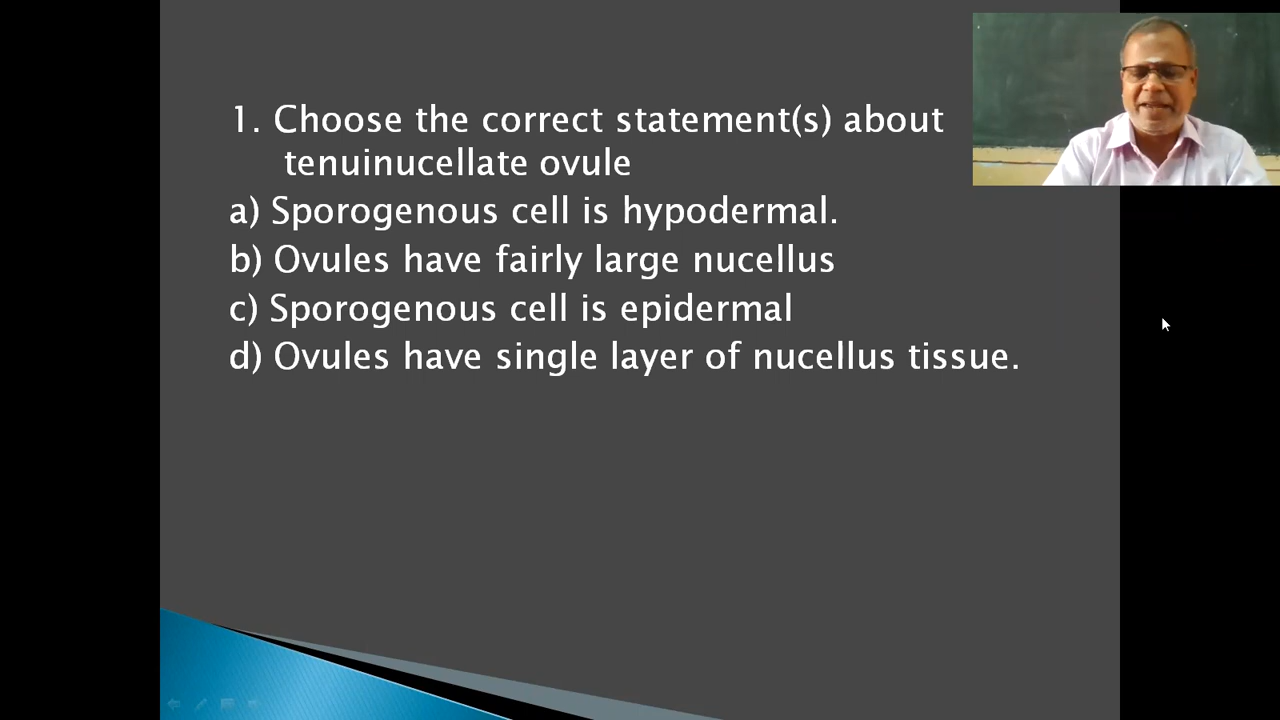 1. Choose the correct statement(s) about
tenuinucellate ovule
a) Sporogenous cell is hypodermal.
b) Ovules have fairly large nucellus
c) Sporogenous cell is epidermal
d) Ovules have single layer of nucellus tissue.